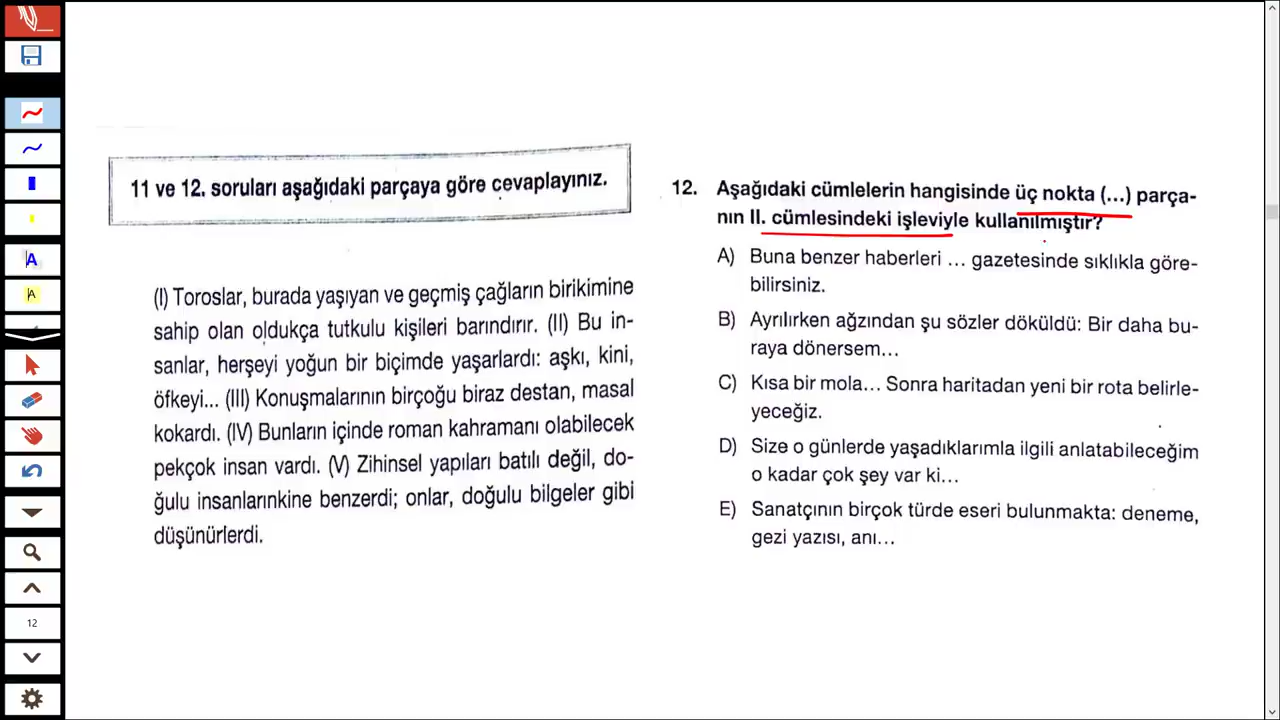 11 ve 12. soruları aşağıdaki parçaya göre cevaplayınız.
(I) Toroslar, burada yaşıyan ve geçmiş çağların birikimine
sahip olan oldukça tutkulu kişileri barındırır. (II) Bu in-
sanlar, herşeyi yoğun bir biçimde yaşarlardı: aşkı, kini,
öfkeyi... (III) Konuşmalarının birçoğu biraz destan, masal
kokardı. (IV) Bunların içinde roman kahramanı olabilecek
pekçok insan vardı. (V) Zihinsel yapıları batılı değil, do-
ğulu insanlarınkine benzerdi; onlar, doğulu bilgeler gibi
düşünürlerdi.
12. Aşağıdaki cümlelerin hangisinde üç nokta (...) parça-
nın II. cümlesindeki işleviyle kullanılmıştır?
A) Buna benzer haberleri ... gazetesinde sıklıkla göre-
bilirsiniz.
B) Ayrılırken ağzından şu sözler döküldü: Bir daha bu-
raya dönersem...
C) Kısa bir mola... Sonra haritadan yeni bir rota belirle-
yeceğiz.
D) Size o günlerde yaşadıklarımla ilgili anlatabileceğim
o kadar çok şey var ki...
E) Sanatçının birçok türde eseri bulunmakta: deneme,
gezi yazısı, anı...
A
A
12